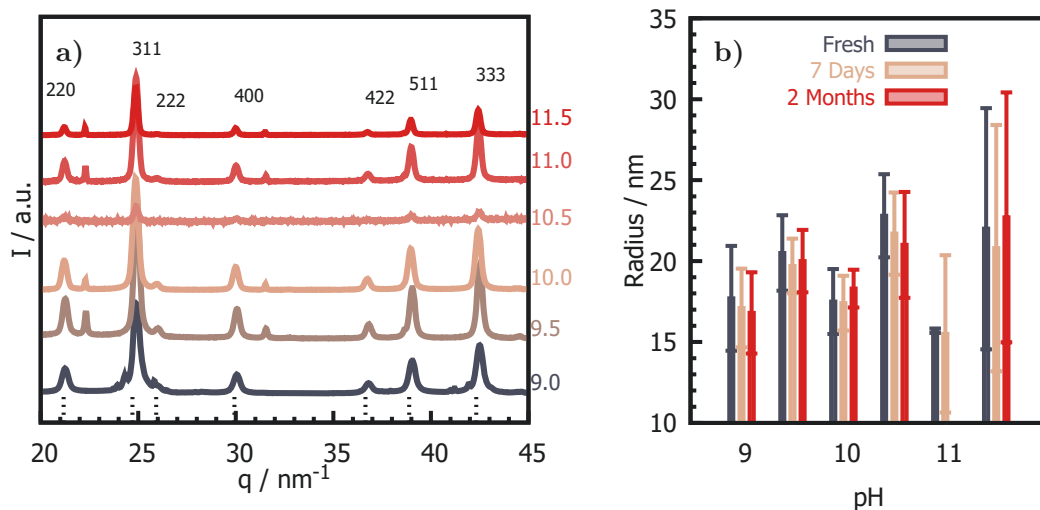 a)
311
511
333
220
222
400
422
11.5
11.0
10.5
10.0
9.5
9.0
I / a.u.
20 25 30 35 40 45
q / nm⁻¹
b)
Fresh
7 Days
2 Months
35
30
25
20
15
10
Radius / nm
9 10 11
pH